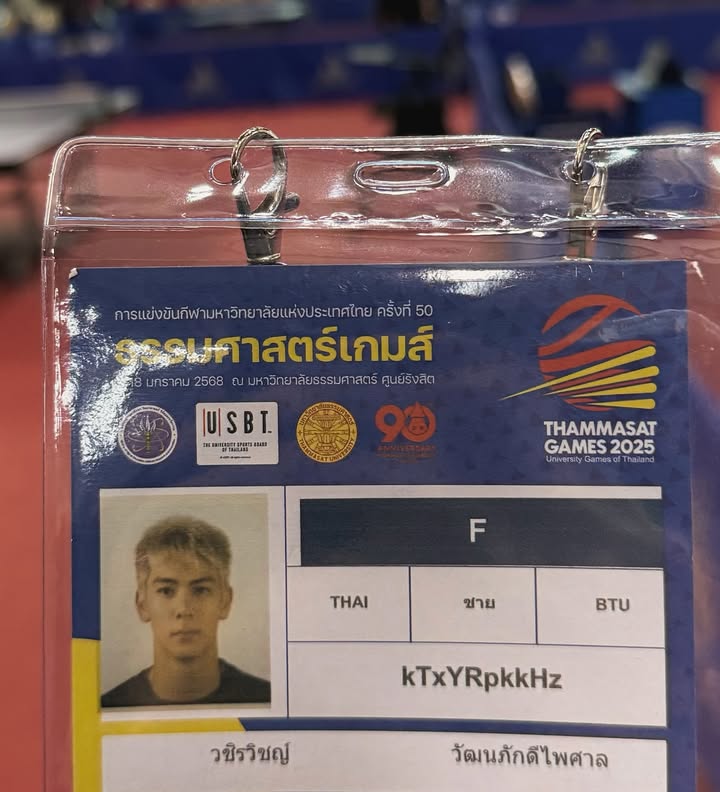 การแข่งขันกีฬามหาวิทยาลัยแห่งประเทศไทย ครั้งที่ 50
ธรรมศาสตร์เกมส์
18 มกราคม 2568 ณ มหาวิทยาลัยธรรมศาสตร์ ศูนย์รังสิต
USBT
THE UNIVERSITY SPORTS BOARD
OF THAILAND
THAMMASAT UNIVERSITY
90
ANNIVERSARY
THAMMASAT
GAMES 2025
University Games of Thailand
F
THAI ชาย BTU
kTxYRpkkHz
วชิรวิชญ์ วัฒนภักดีไพศาล